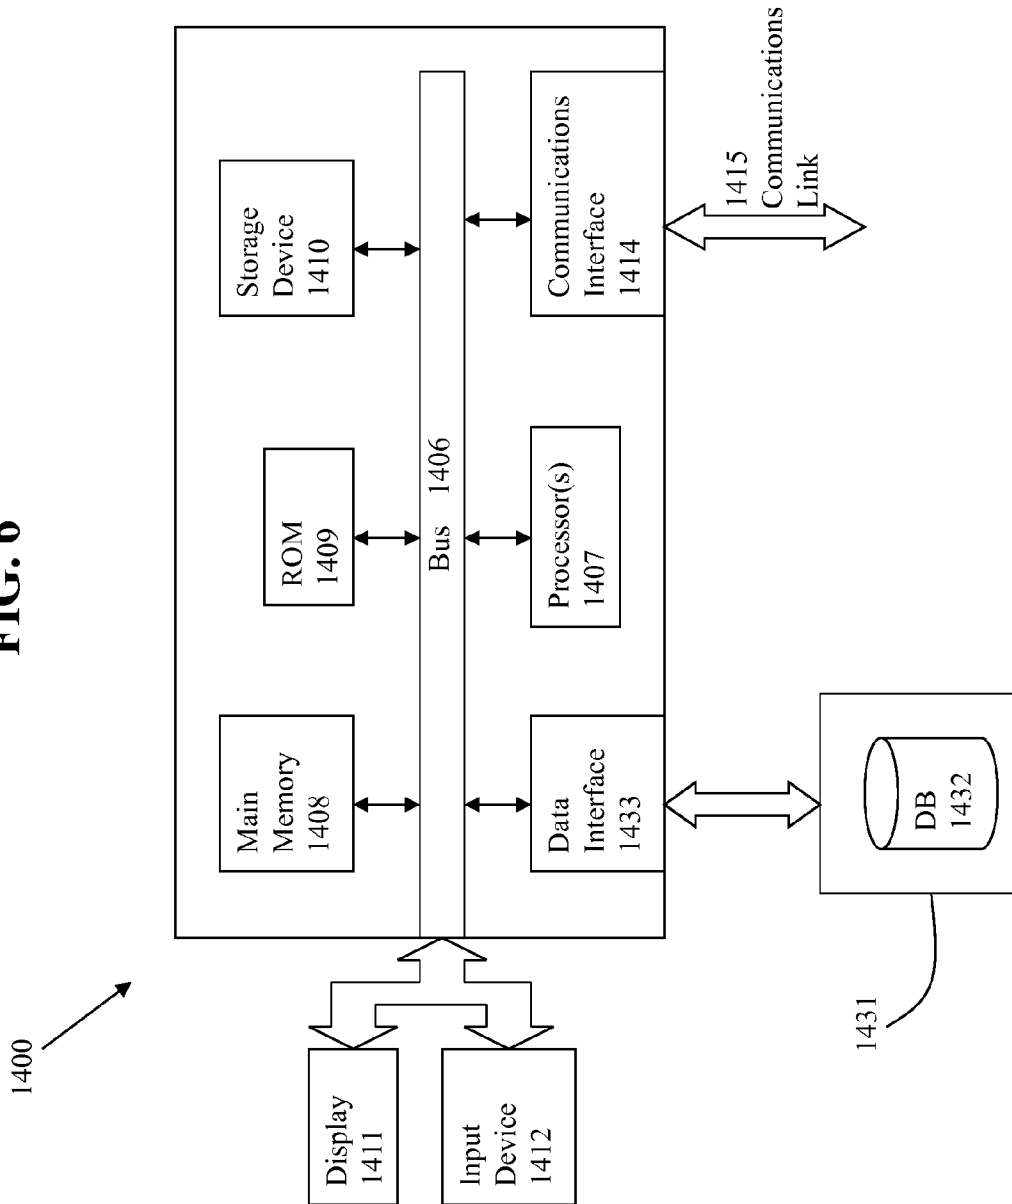 FIG. 6
1400
Main
Memory
1408
ROM
1409
Storage
Device
1410
Bus 1406
Data
Interface
1433
Processor(s)
1407
Communications
Interface
1414
Display
1411
Input
Device
1412
1415
Communications
Link
1431
DB
1432